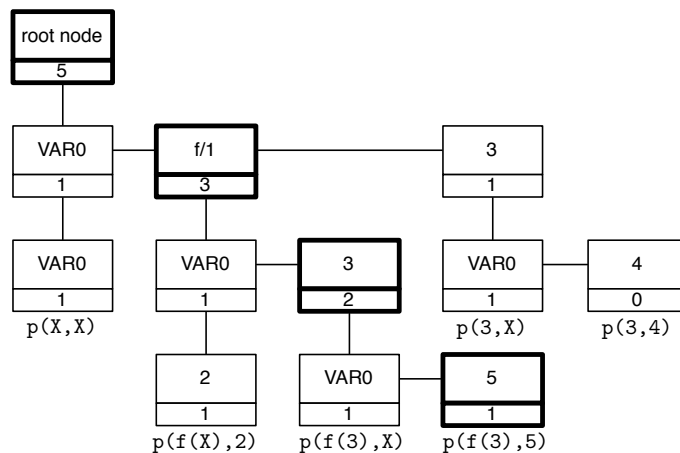 root node
5
VAR0
1
f/1
3
3
1
VAR0
1
p(X,X)
VAR0
1
3
2
VAR0
1
p(3,X)
4
0
p(3,4)
2
1
p(f(X),2)
VAR0
1
p(f(3),X)
5
1
p(f(3),5)